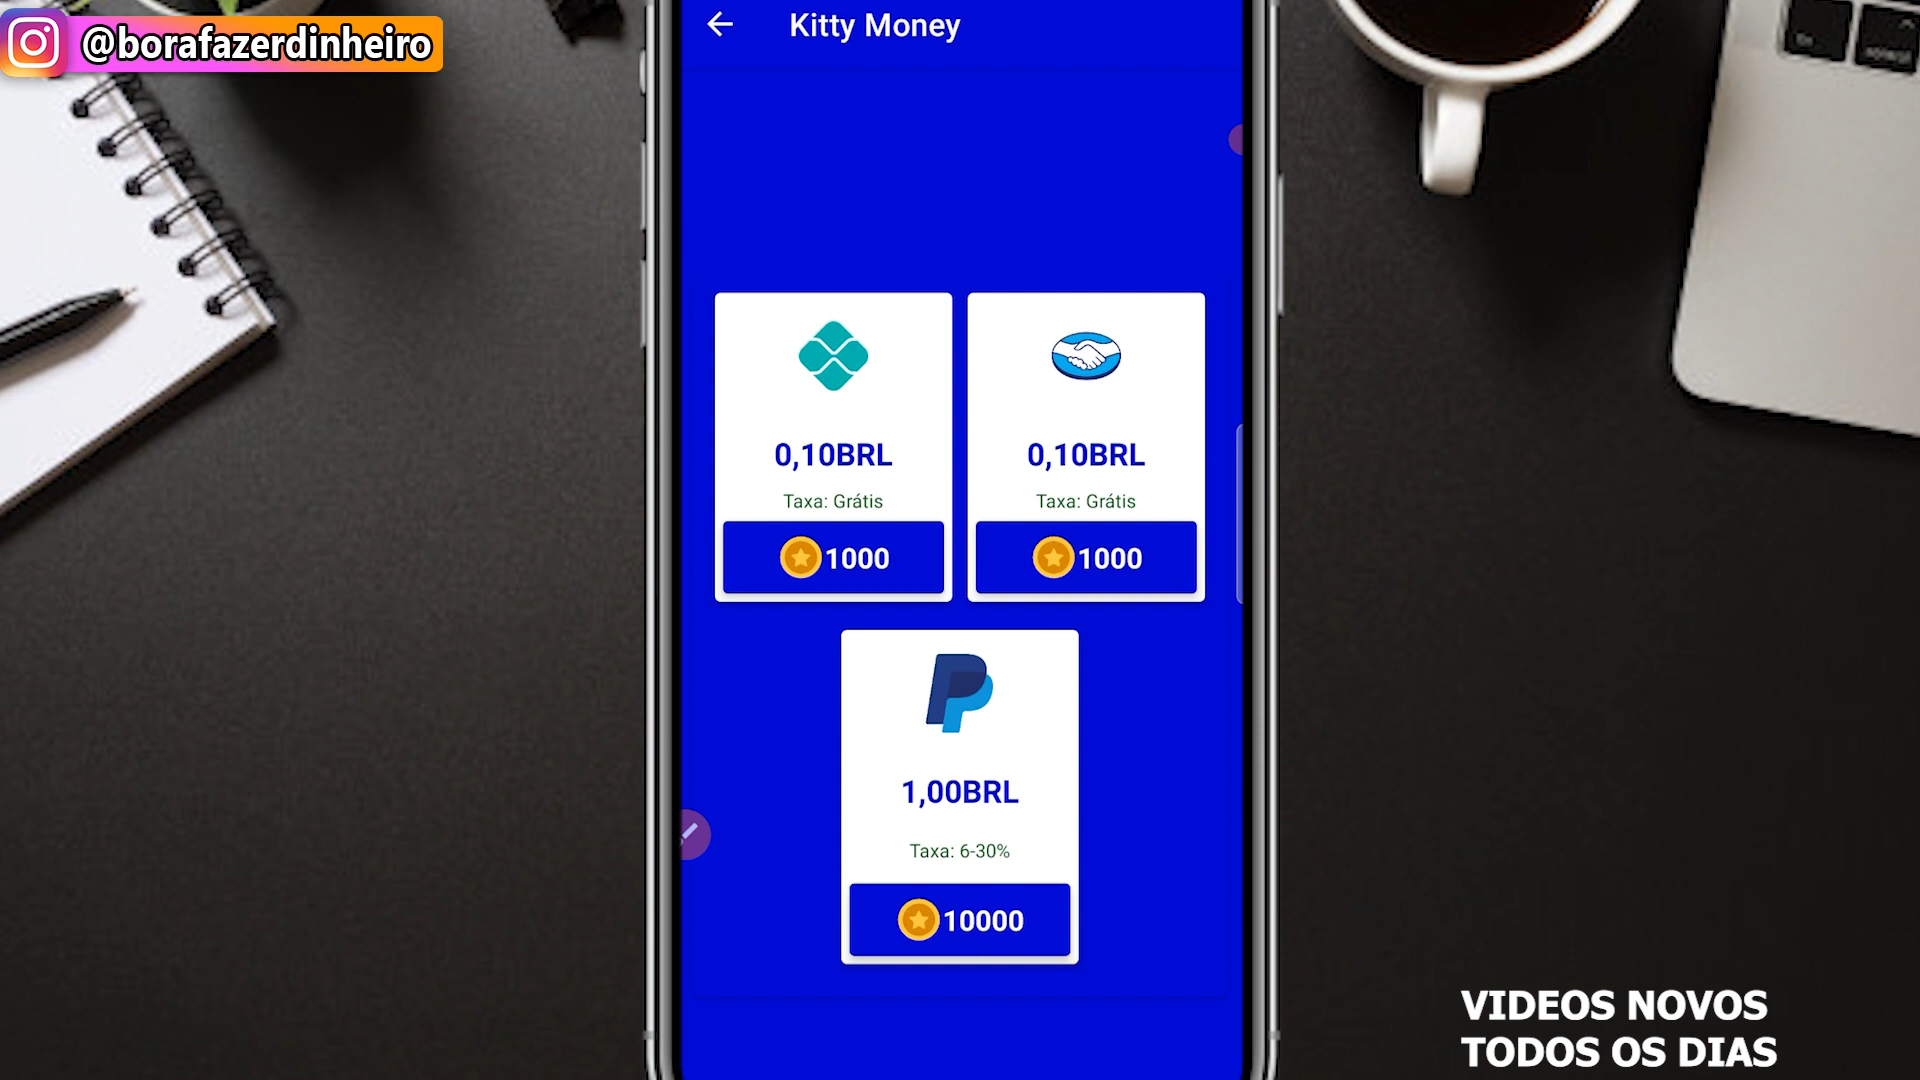 @borafazerdinheiro
Kitty Money
0,10BRL
Taxa: Grátis
1000
0,10BRL
Taxa: Grátis
1000
1,00BRL
Taxa: 6-30%
10000
VIDEOS NOVOS
TODOS OS DIAS